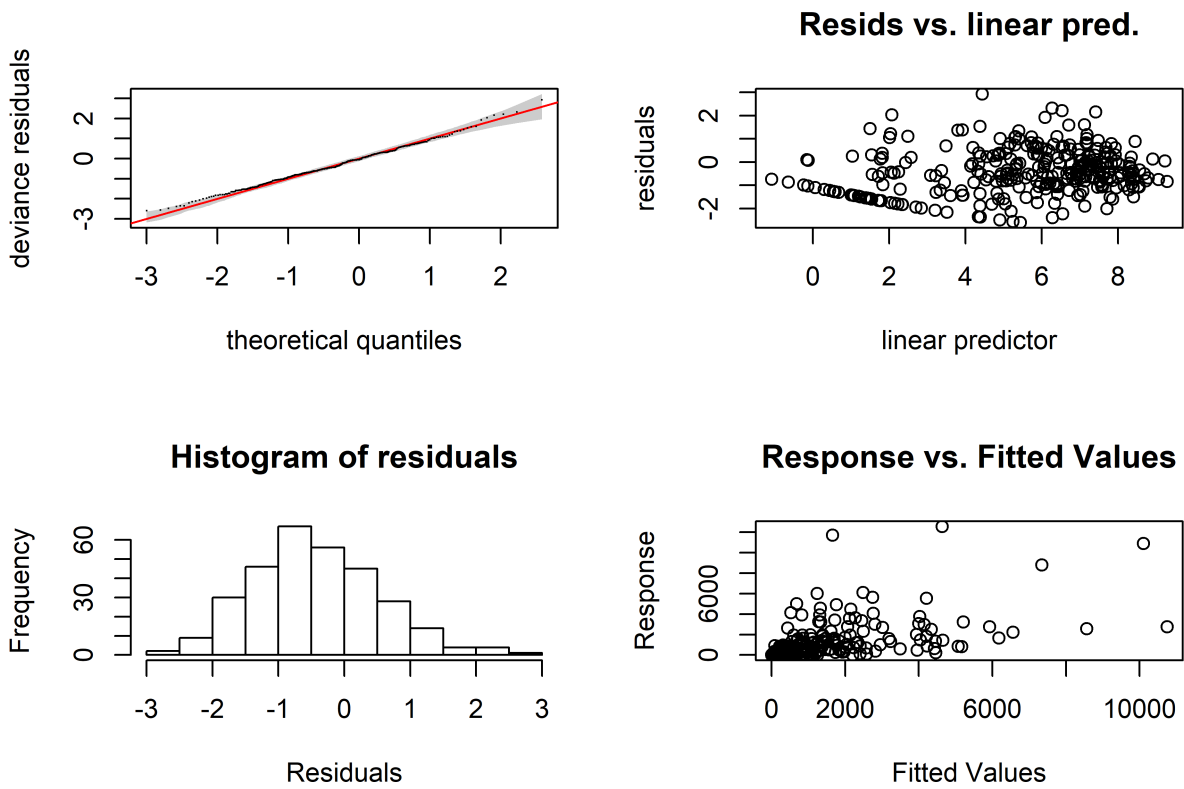 deviance residuals
2
0
-3
-3 -2 -1 0 1 2
theoretical quantiles
Resids vs. linear pred.
residuals
2
0
-2
0 2 4 6 8
linear predictor
Histogram of residuals
Frequency
60
30
0
-3 -2 -1 0 1 2 3
Residuals
Response vs. Fitted Values
Response
6000
0
0 2000 6000 10000
Fitted Values